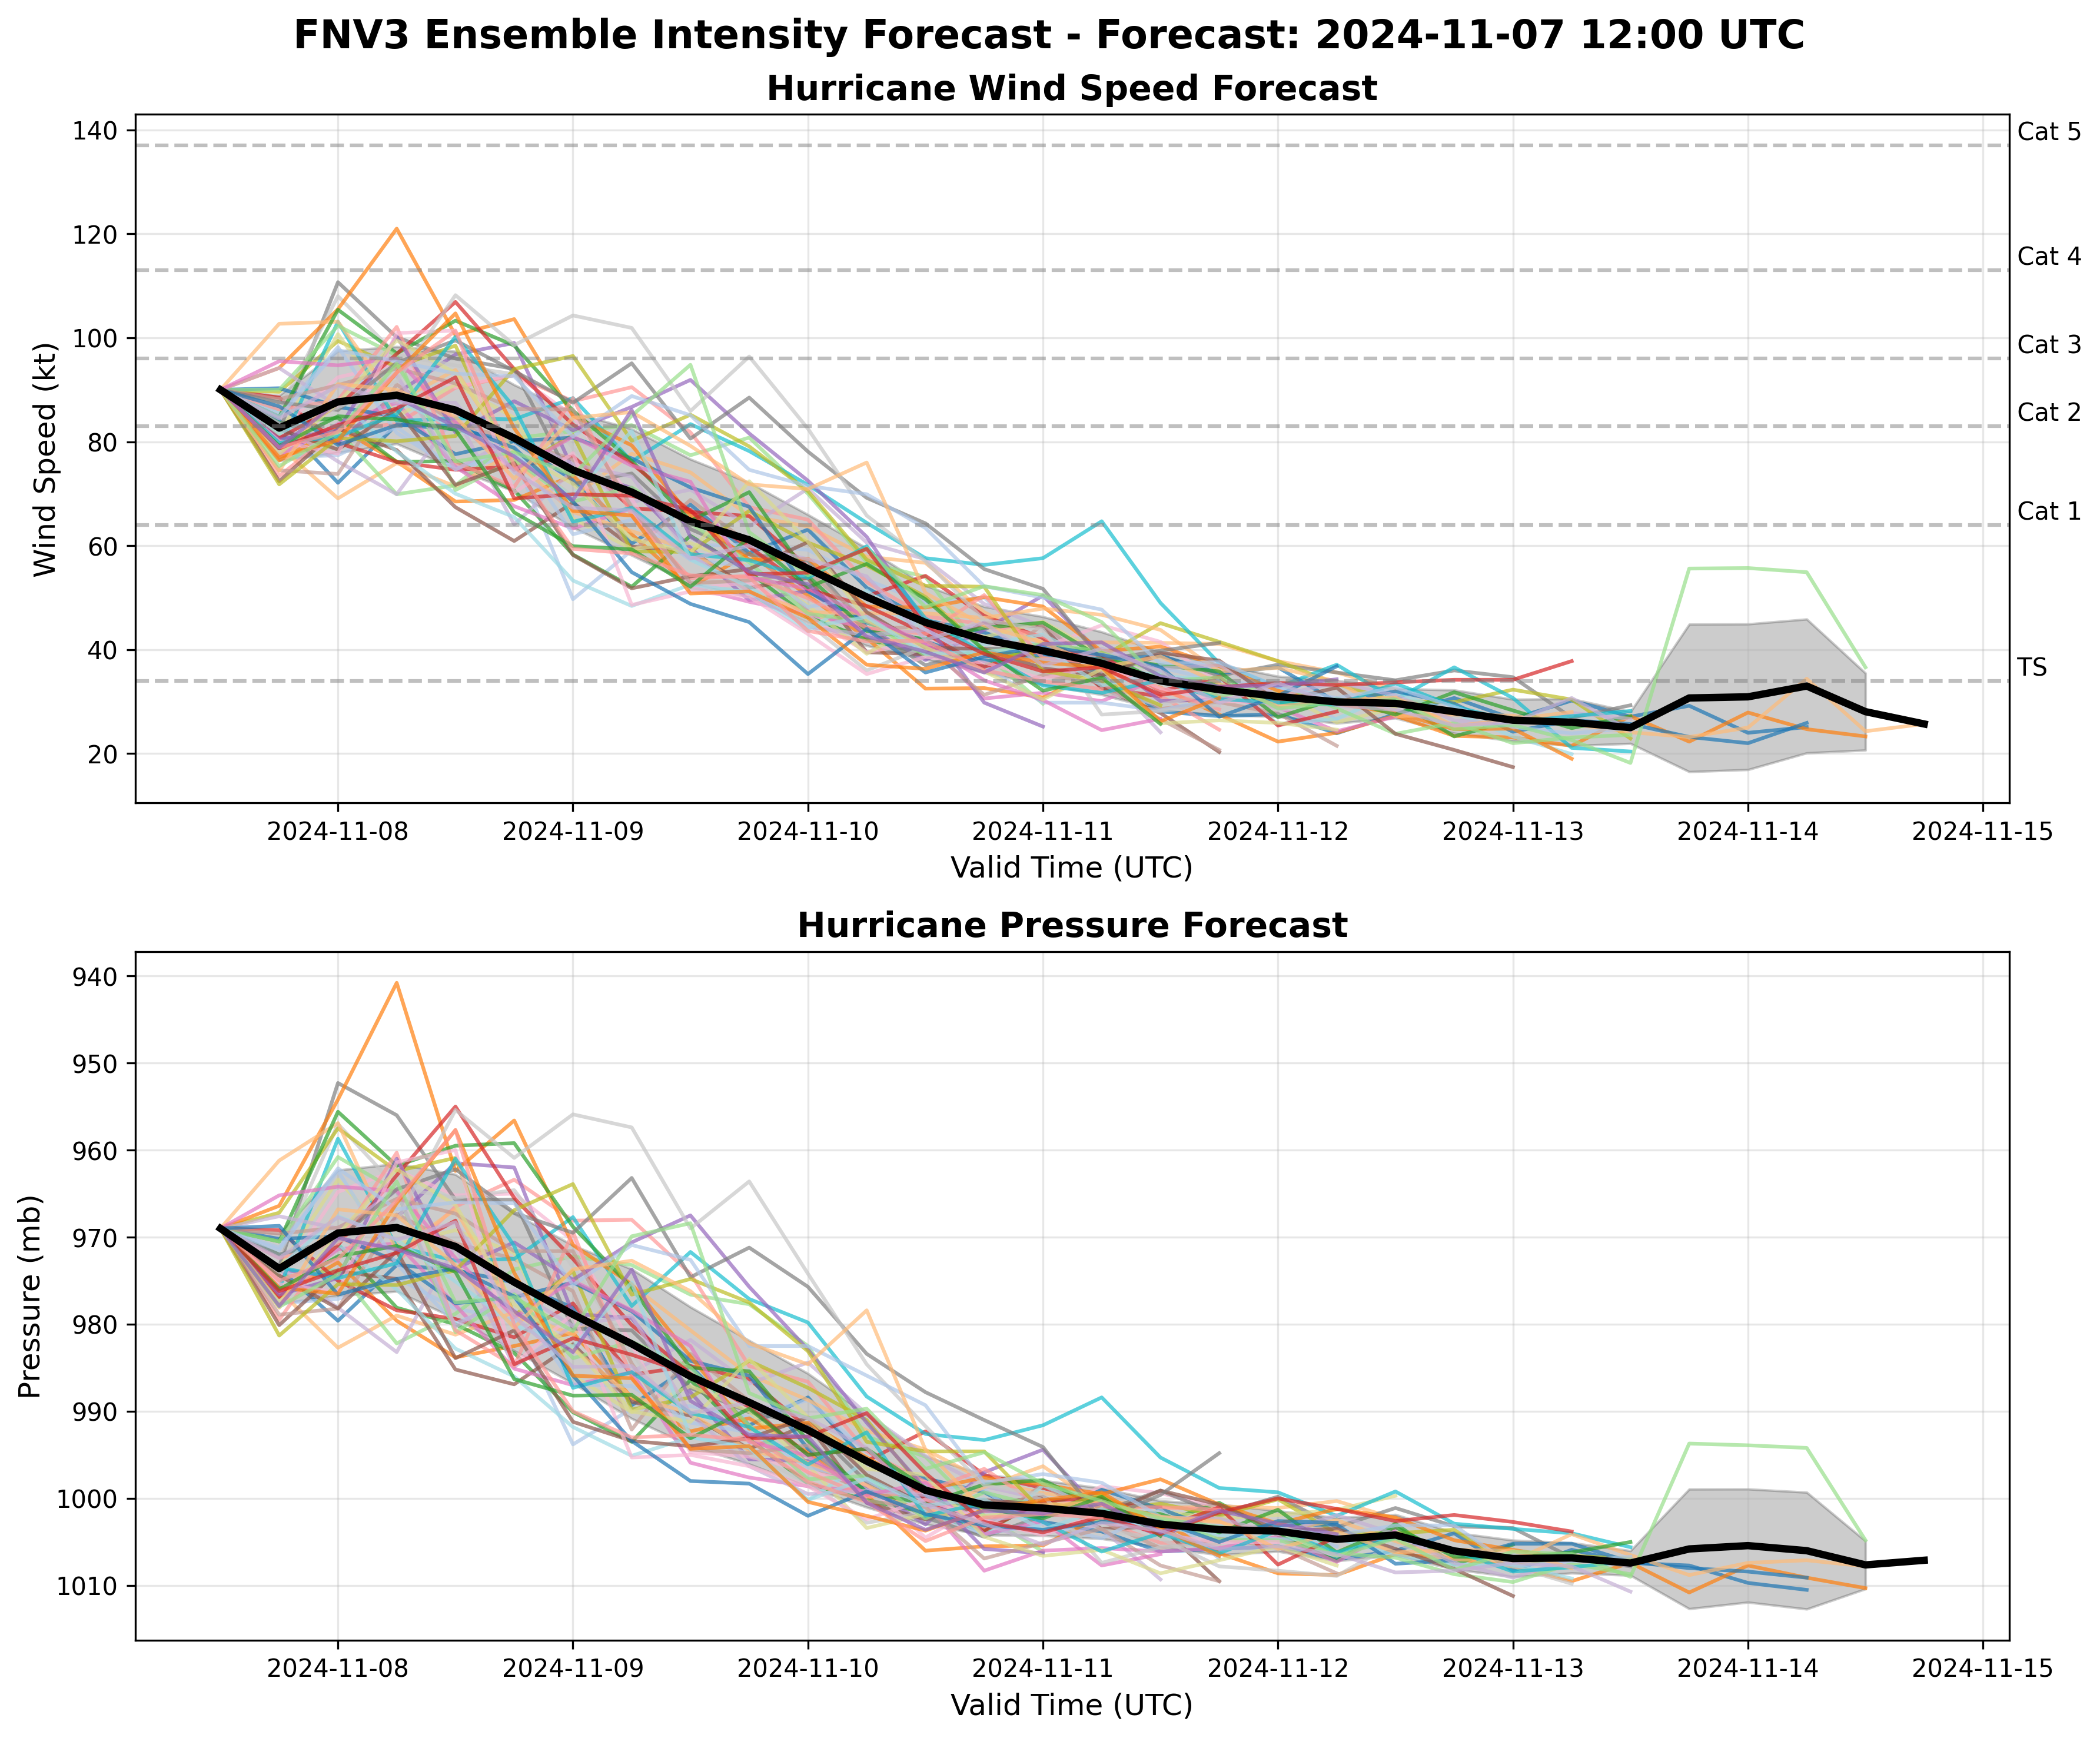 FNV3 Ensemble Intensity Forecast - Forecast: 2024-11-07 12:00 UTC
Hurricane Wind Speed Forecast
140
120
100
80
60
40
20
Wind Speed (kt)
Cat 5
Cat 4
Cat 3
Cat 2
Cat 1
TS
2024-11-08 2024-11-09 2024-11-10 2024-11-11 2024-11-12 2024-11-13 2024-11-14 2024-11-15
Valid Time (UTC)
Hurricane Pressure Forecast
940
950
960
970
980
990
1000
1010
Pressure (mb)
2024-11-08 2024-11-09 2024-11-10 2024-11-11 2024-11-12 2024-11-13 2024-11-14 2024-11-15
Valid Time (UTC)